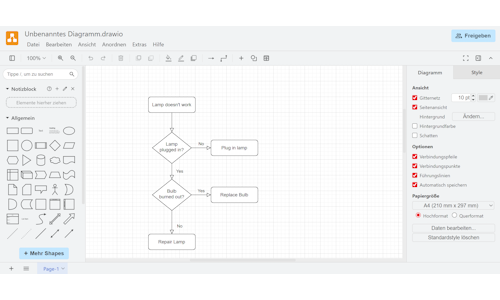 Unbenanntes Diagramm.drawio
Datei Bearbeiten Ansicht Anordnen Extras Hilfe
Freigeben
100%
Tippe / um zu suchen
Notizblock
Elemente hierher ziehen
Allgemein
Text
+ Mehr Shapes
Lamp doesn't work
Lamp
plugged in?
No
Plug in lamp
Yes
Bulb
burned out?
Yes
Replace Bulb
No
Repair Lamp
Page-1
Diagramm
Style
Ansicht
Gitternetz
10 pt
Seitenansicht
Hintergrund
Ändern...
Hintergrundfarbe
Schatten
Optionen
Verbindungspfeile
Verbindungspunkte
Führungslinien
Automatisch speichern
Papiergröße
A4 (210 mm x 297 mm)
Hochformat
Querformat
Daten bearbeiten...
Standardstyle löschen